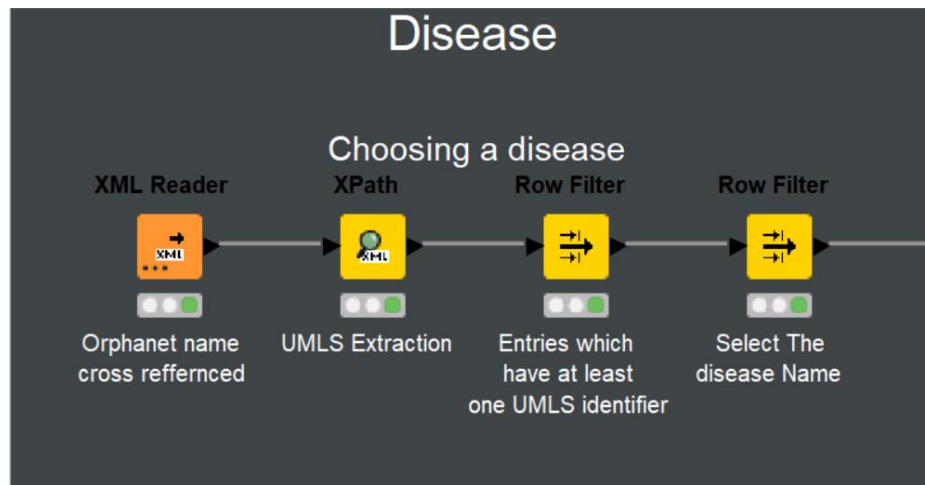 Disease
Choosing a disease
XML Reader
XPath
Row Filter
Row Filter
XML
XML
Orphanet name
cross reffernced
UMLS Extraction
Entries which
have at least
one UMLS identifier
Select The
disease Name